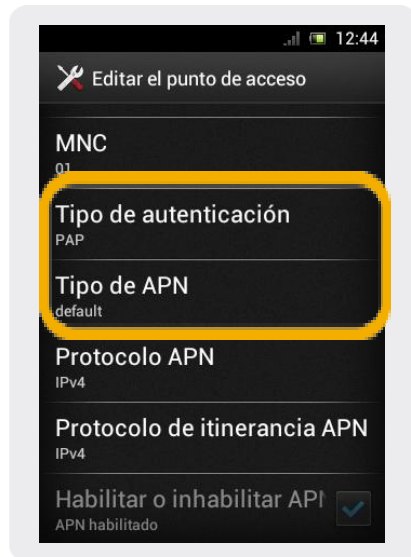 12:44
Editar el punto de acceso
MNC
01
Tipo de autenticación
PAP
Tipo de APN
default
Protocolo APN
IPv4
Protocolo de itinerancia APN
IPv4
Habilitar o inhabilitar AP
APN habilitado